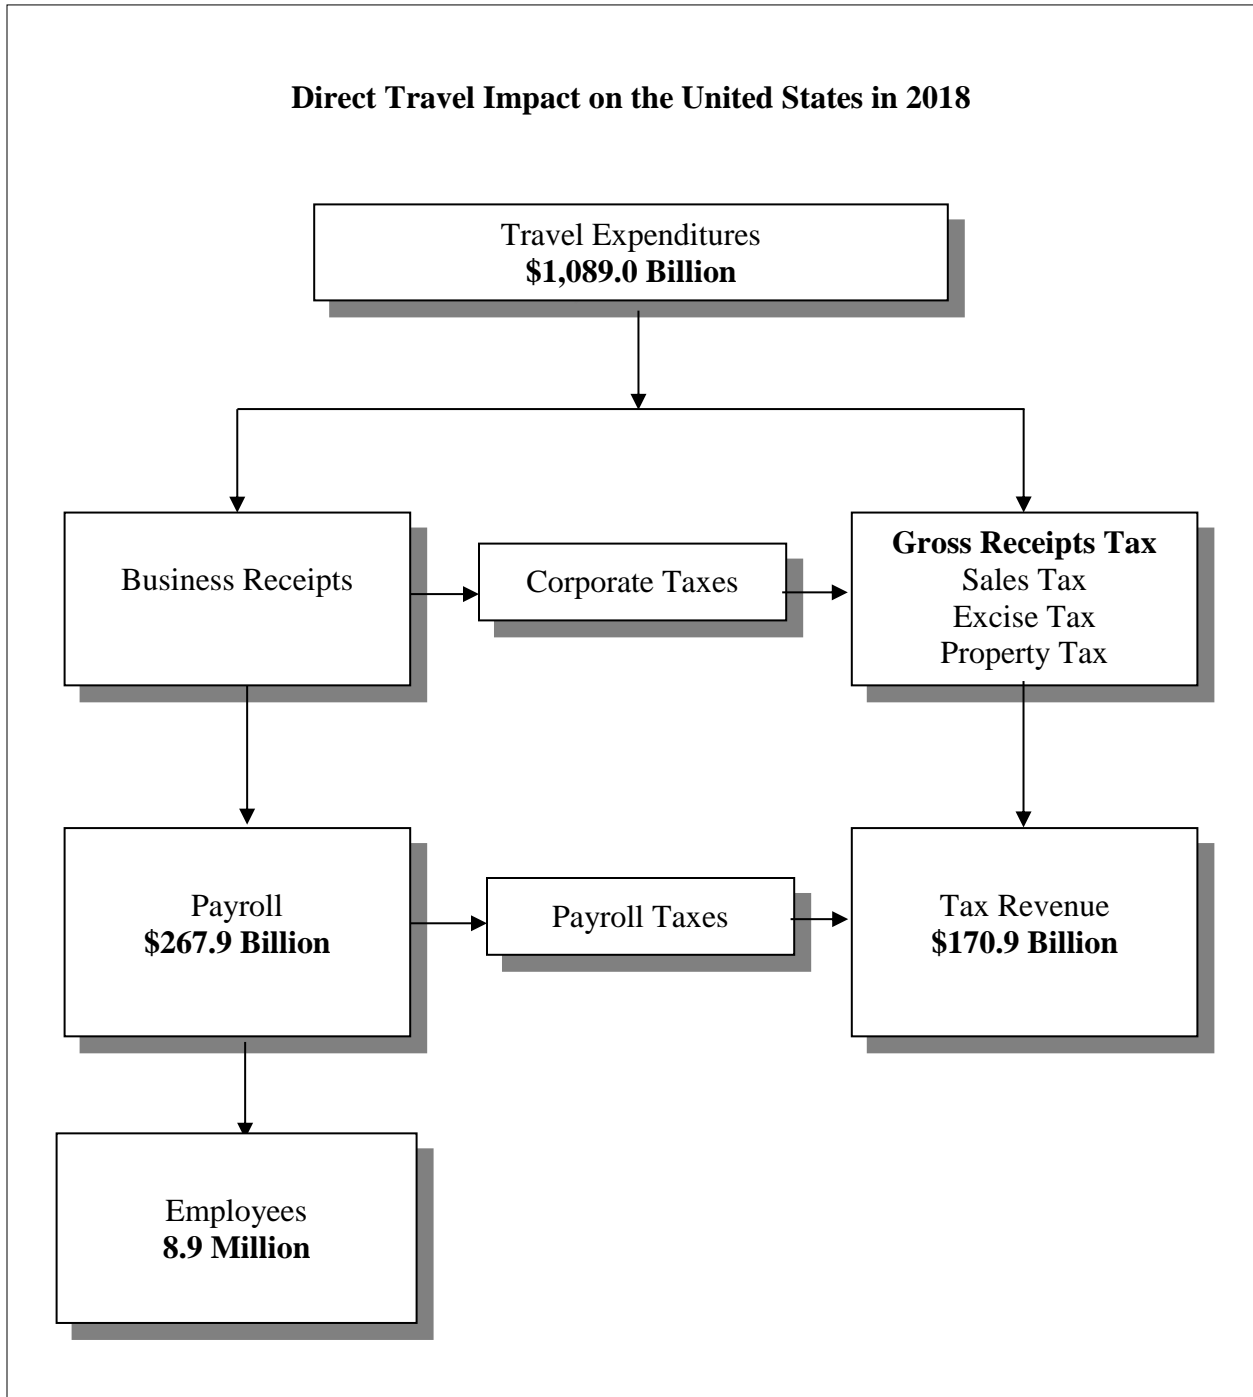 Direct Travel Impact on the United States in 2018
Travel Expenditures
$1,089.0 Billion
Business Receipts
Corporate Taxes
Gross Receipts Tax
Sales Tax
Excise Tax
Property Tax
Payroll
$267.9 Billion
Payroll Taxes
Tax Revenue
$170.9 Billion
Employees
8.9 Million